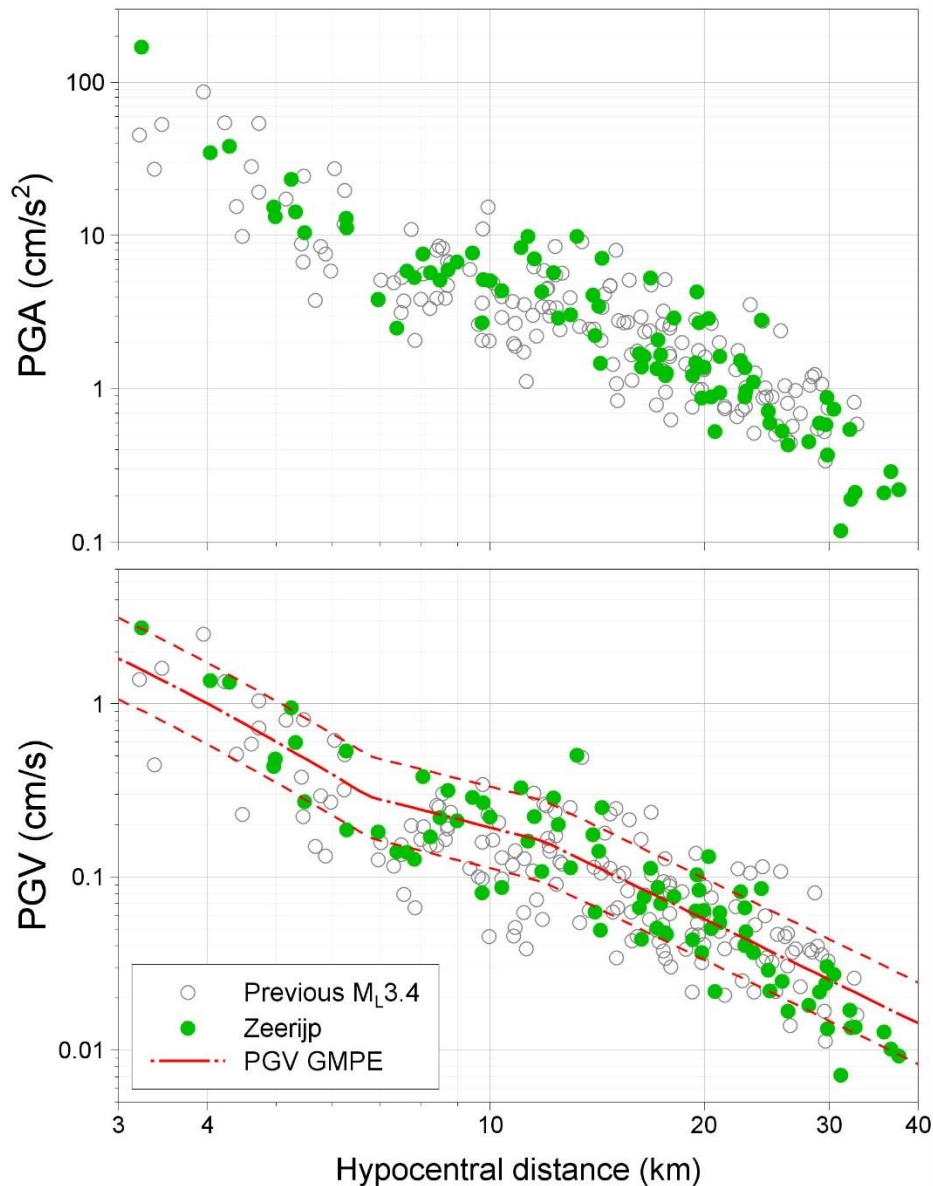 100
10
1
0.1
PGA (cm/s²)
1
0.1
0.01
PGV (cm/s)
Previous M_L3.4
Zeerijp
PGV GMPE
3 4 10 20 30 40
Hypocentral distance (km)